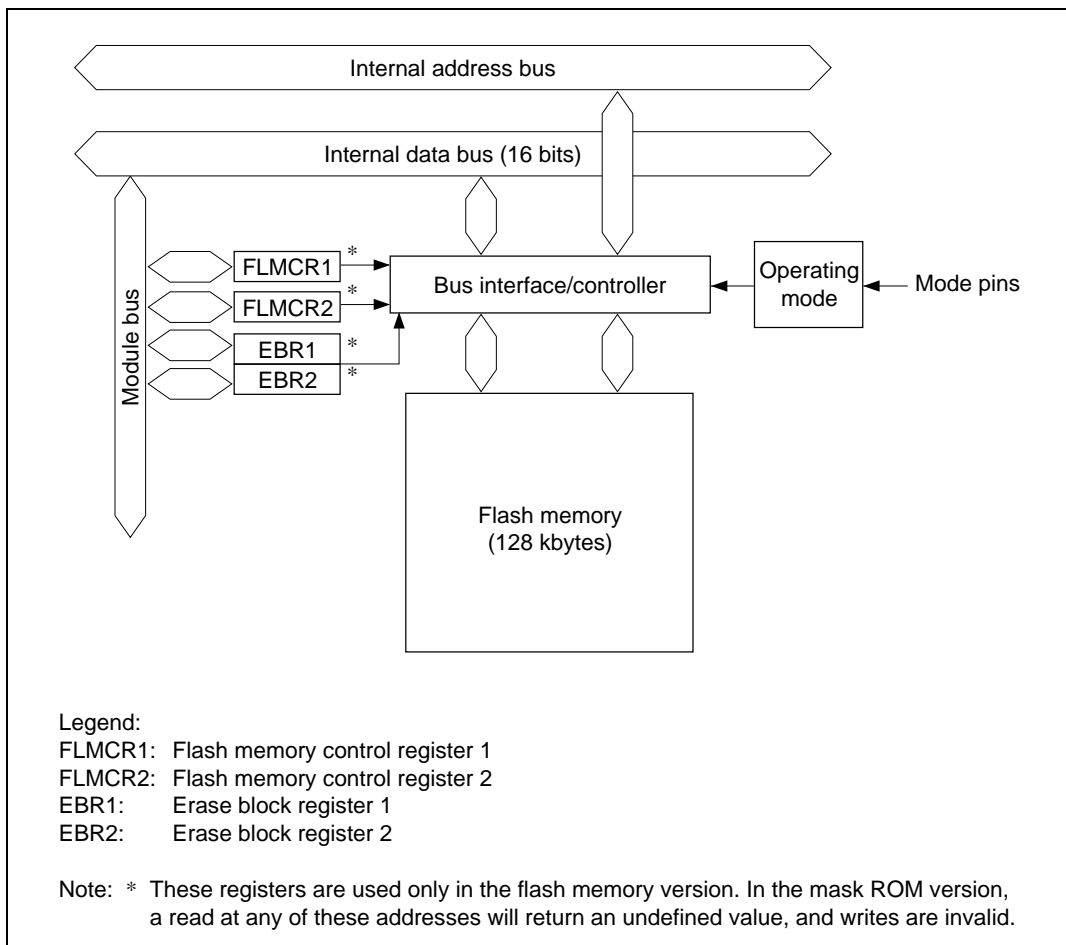 Internal address bus
Internal data bus (16 bits)
Module bus
FLMCR1 *
FLMCR2 *
EBR1 *
EBR2 *
Bus interface/controller
Operating
mode
Mode pins
Flash memory
(128 kbytes)
Legend:
FLMCR1: Flash memory control register 1
FLMCR2: Flash memory control register 2
EBR1: Erase block register 1
EBR2: Erase block register 2
Note: * These registers are used only in the flash memory version. In the mask ROM version,
a read at any of these addresses will return an undefined value, and writes are invalid.